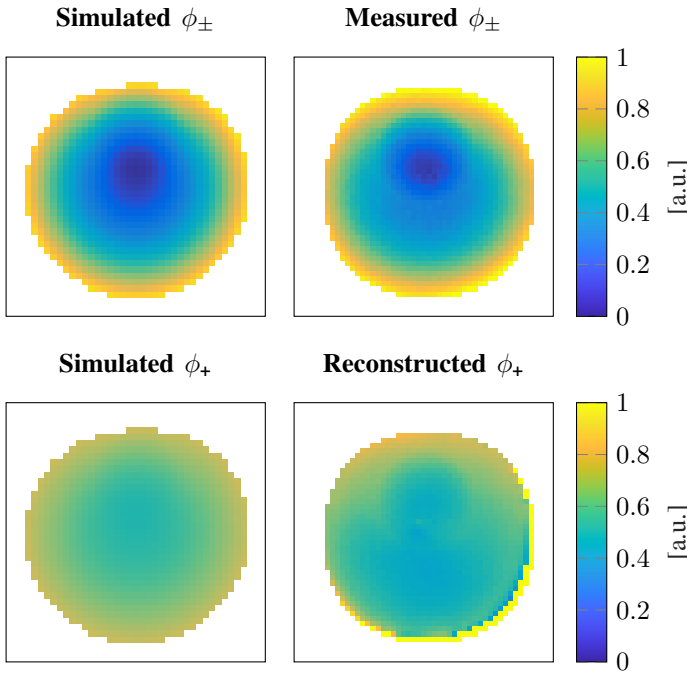 Simulated ϕ±
Measured ϕ±
1
0.8
0.6
0.4
0.2
0
[a.u.]
Simulated ϕ+
Reconstructed ϕ+
1
0.8
0.6
0.4
0.2
0
[a.u.]